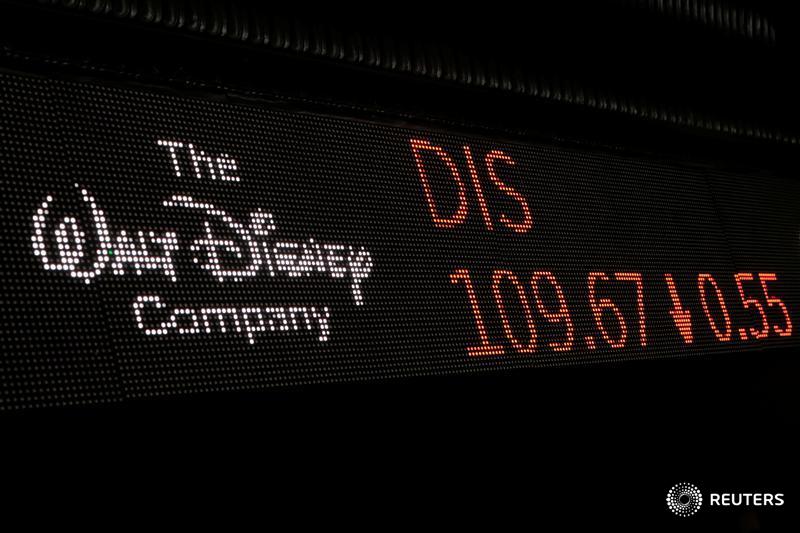 The
Walt Disney
Company
DIS
109.67⬇0.55
REUTERS